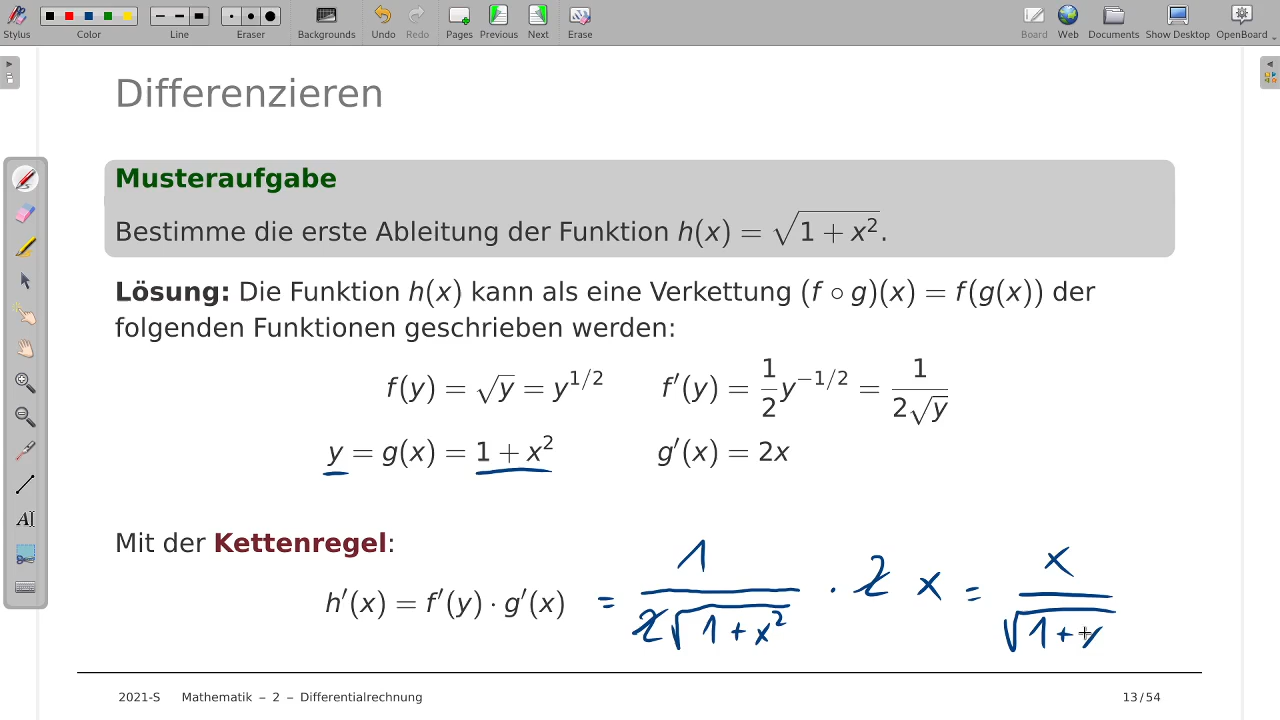 Stylus Color Line Eraser Backgrounds Undo Redo Pages Previous Next Erase Board Web Documents Show Desktop OpenBoard
Differenzieren
Musteraufgabe
Bestimme die erste Ableitung der Funktion h(x) = √(1 + x²).
Lösung: Die Funktion h(x) kann als eine Verkettung (f ∘ g)(x) = f(g(x)) der
folgenden Funktionen geschrieben werden:
f(y) = √y = y^{1/2} f′(y) = 1/2 y^{−1/2} = 1/(2√y)
y = g(x) = 1 + x² g′(x) = 2x
Mit der Kettenregel:
h′(x) = f′(y) · g′(x) = 1/(2√(1 + x²)) · 2 x = x/√(1 +
2021-S Mathematik – 2 – Differentialrechnung 13/54